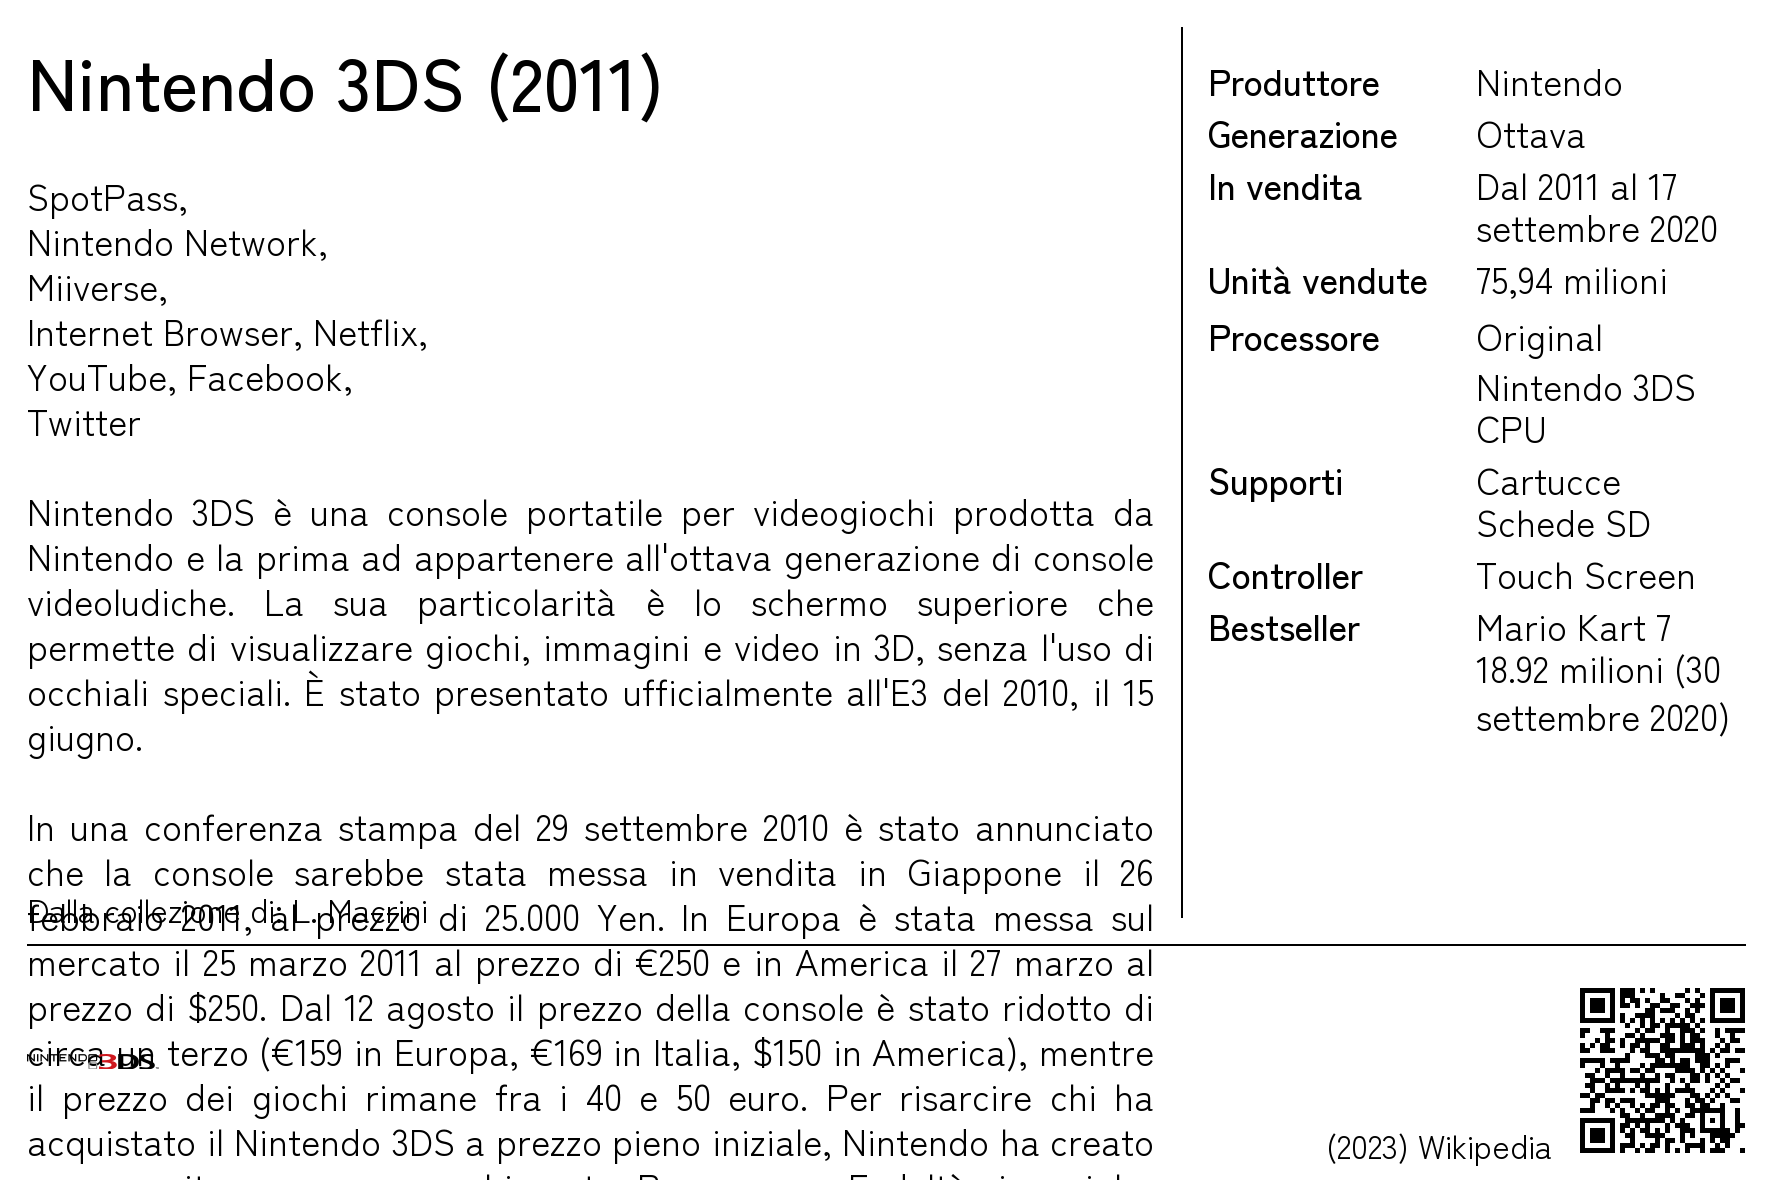 Nintendo 3DS (2011)
SpotPass,
Nintendo Network,
Miiverse,
Internet Browser, Netflix,
YouTube, Facebook,
Twitter
Nintendo 3DS è una console portatile per videogiochi prodotta da
Nintendo e la prima ad appartenere all'ottava generazione di console
videoludiche. La sua particolarità è lo schermo superiore che
permette di visualizzare giochi, immagini e video in 3D, senza l'uso di
occhiali speciali. È stato presentato ufficialmente all'E3 del 2010, il 15
giugno.
In una conferenza stampa del 29 settembre 2010 è stato annunciato
che la console sarebbe stata messa in vendita in Giappone il 26
febbraio 2011, al prezzo di 25.000 Yen. In Europa è stata messa sul
Dalla collezione di: L. Macrini
mercato il 25 marzo 2011 al prezzo di €250 e in America il 27 marzo al
prezzo di $250. Dal 12 agosto il prezzo della console è stato ridotto di
circa un terzo (€159 in Europa, €169 in Italia, $150 in America), mentre
NINTENDO 3DS
il prezzo dei giochi rimane fra i 40 e 50 euro. Per risarcire chi ha
acquistato il Nintendo 3DS a prezzo pieno iniziale, Nintendo ha creato
Produttore Nintendo
Generazione Ottava
In vendita Dal 2011 al 17
settembre 2020
Unità vendute 75,94 milioni
Processore Original
Nintendo 3DS
CPU
Supporti Cartucce
Schede SD
Controller Touch Screen
Bestseller Mario Kart 7
18.92 milioni (30
settembre 2020)
(2023) Wikipedia